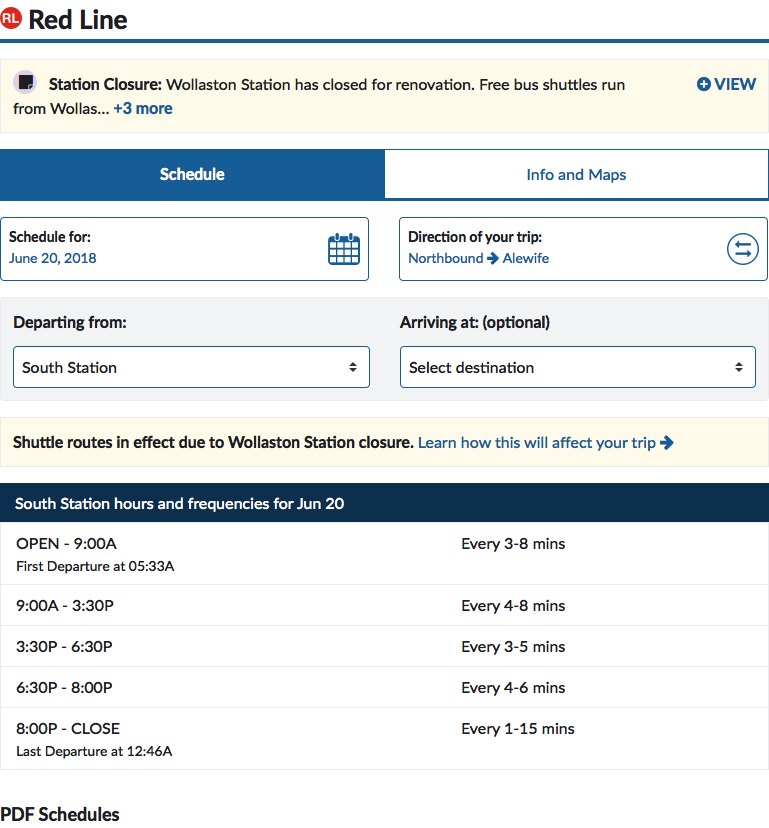 RL Red Line
Station Closure: Wollaston Station has closed for renovation. Free bus shuttles run
from Wollas... +3 more
VIEW
Schedule
Info and Maps
Schedule for:
June 20, 2018
Direction of your trip:
Northbound Alewife
Departing from:
South Station
Arriving at: (optional)
Select destination
Shuttle routes in effect due to Wollaston Station closure. Learn how this will affect your trip
South Station hours and frequencies for Jun 20
OPEN - 9:00A Every 3-8 mins
First Departure at 05:33A
9:00A - 3:30P Every 4-8 mins
3:30P - 6:30P Every 3-5 mins
6:30P - 8:00P Every 4-6 mins
8:00P - CLOSE Every 1-15 mins
Last Departure at 12:46A
PDF Schedules